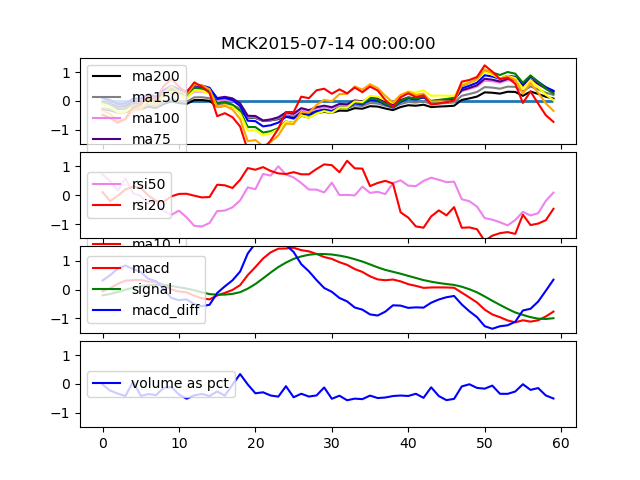 MCK2015-07-14 00:00:00
1
0
−1
ma200
ma150
ma100
ma75
1
0
−1
rsi50
rsi20
ma10
1
0
−1
macd
signal
macd_diff
1
0
−1
volume as pct
0 10 20 30 40 50 60